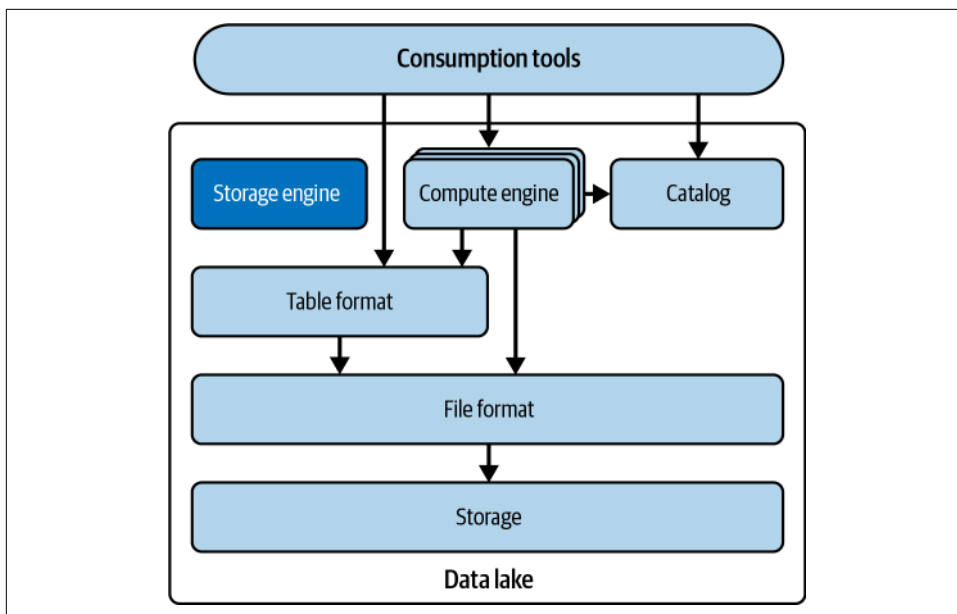 Consumption tools
Storage engine
Compute engine
Catalog
Table format
File format
Storage
Data lake